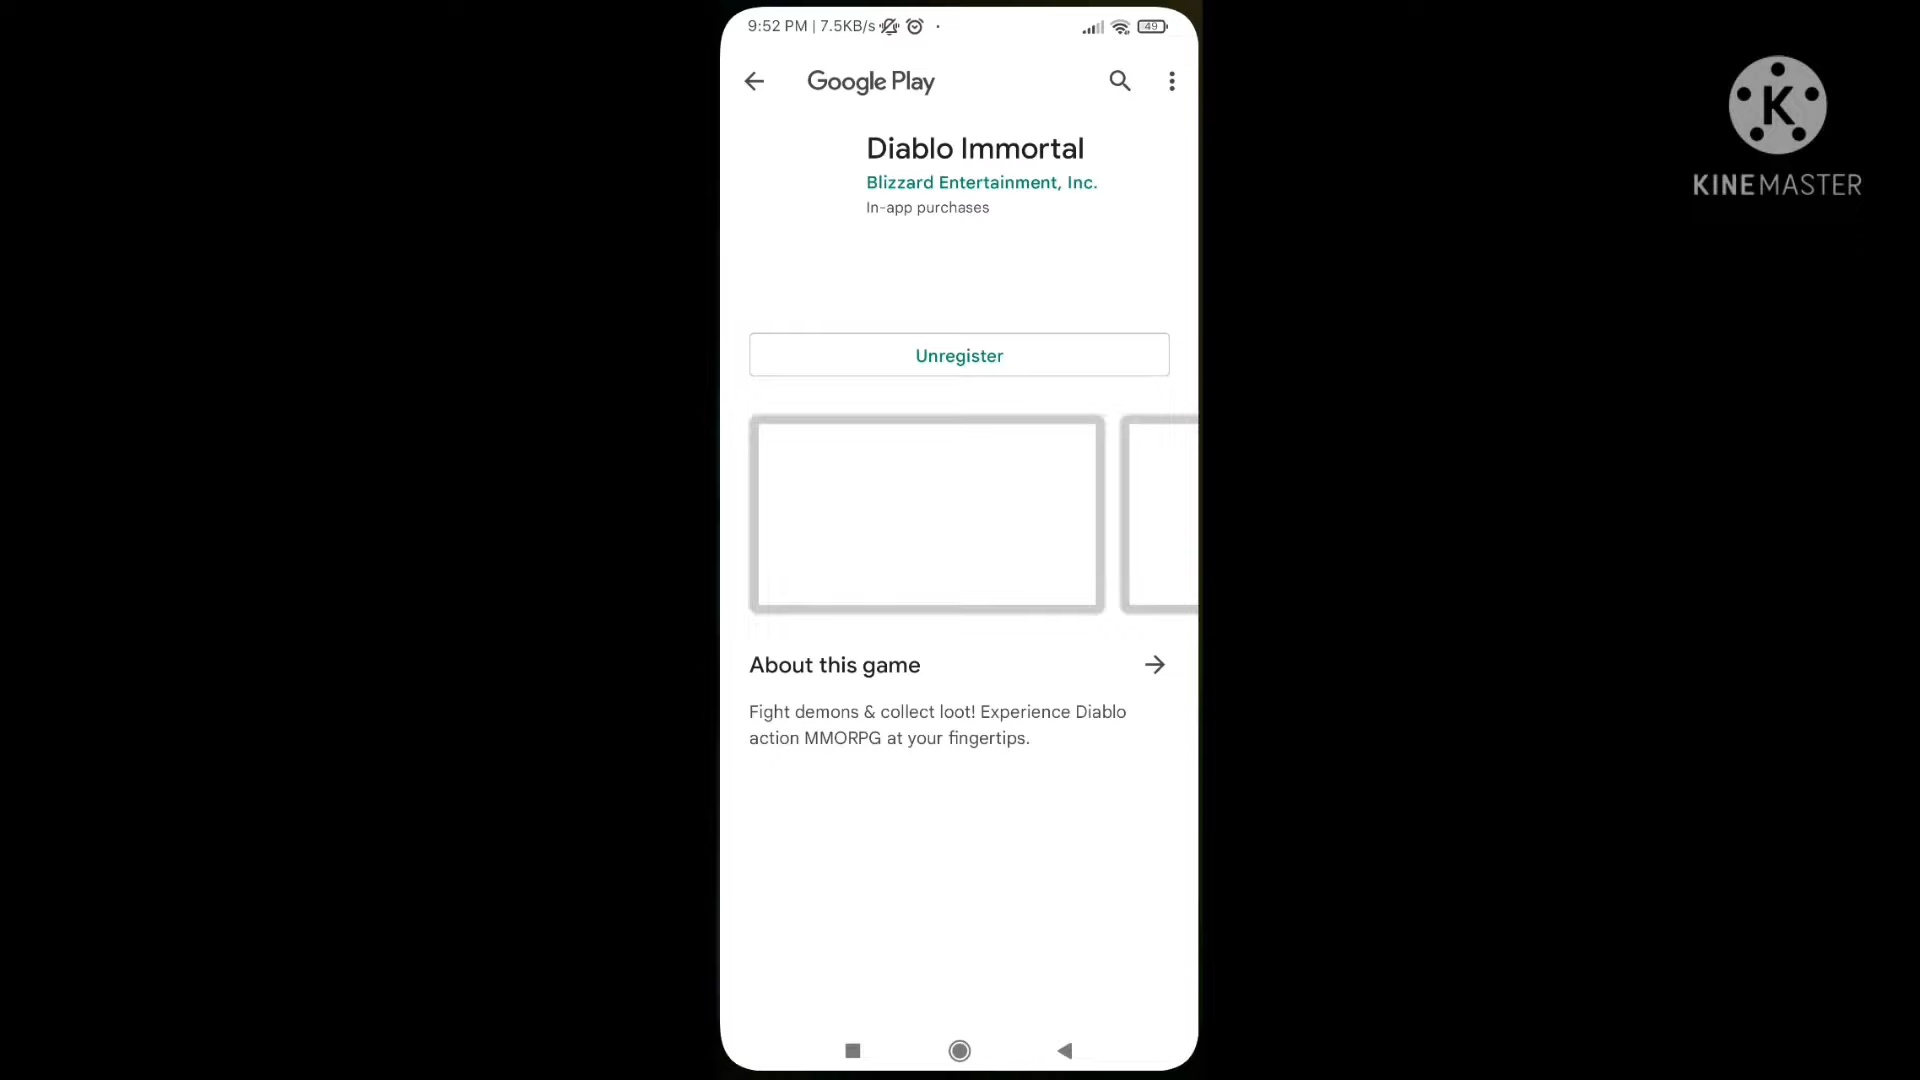 9:52 PM | 7.5KB/s
49
Google Play
K
KINEMASTER
Diablo Immortal
Blizzard Entertainment, Inc.
In-app purchases
Unregister
About this game
Fight demons & collect loot! Experience Diablo
action MMORPG at your fingertips.